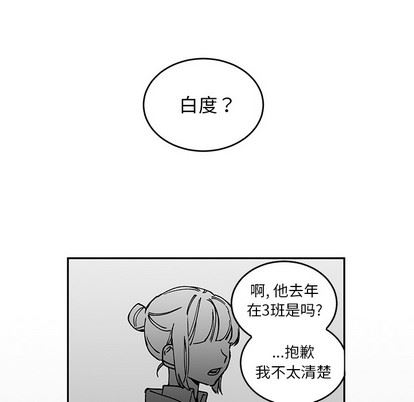 白度？
啊, 他去年
在3班是吗?
...抱歉
我不太清楚